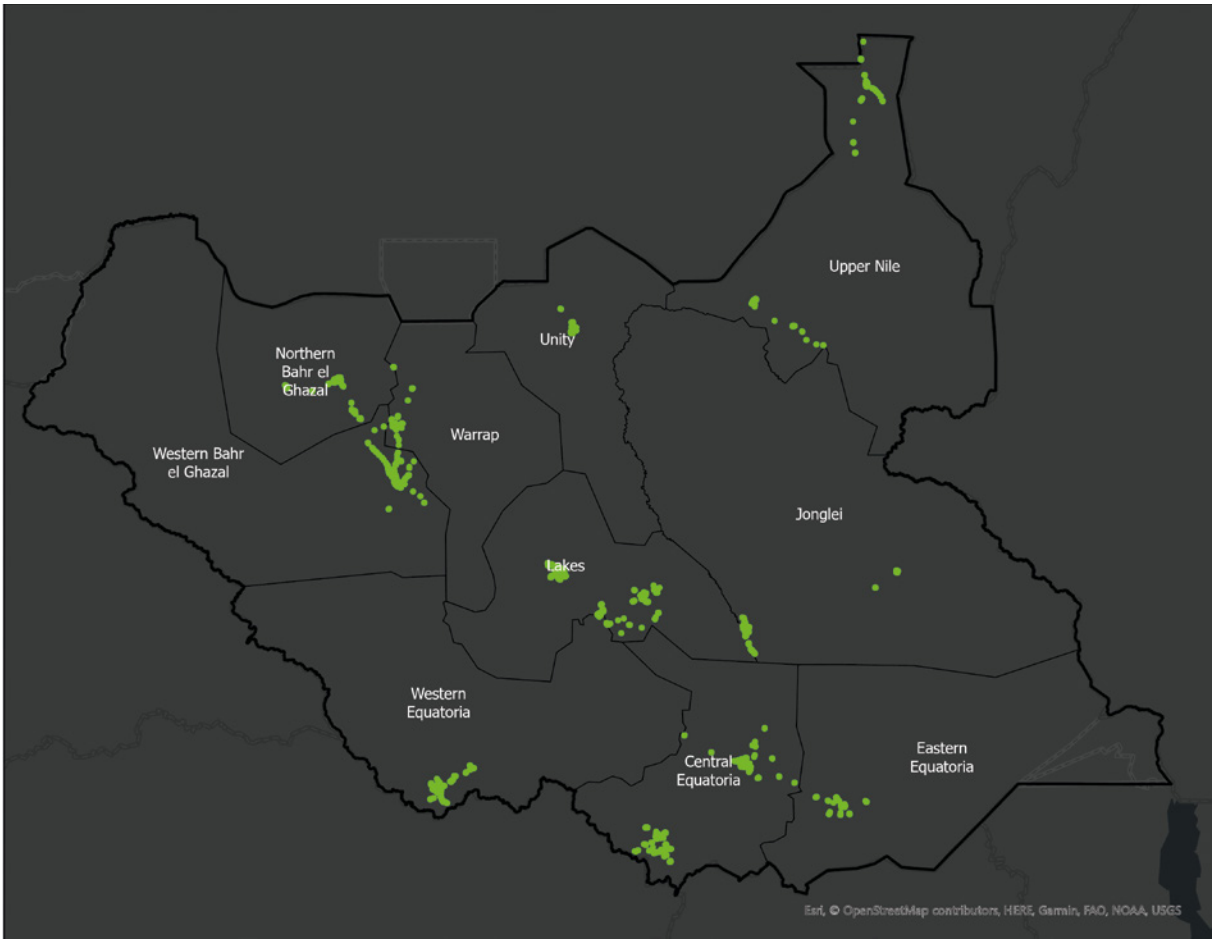 Upper Nile
Unity
Northern
Bahr el
Ghazal
Warrap
Western Bahr
el Ghazal
Jonglei
Lakes
Western
Equatoria
Central
Equatoria
Eastern
Equatoria
Esri, © OpenStreetMap contributors, HERE, Garmin, FAO, NOAA, USGS